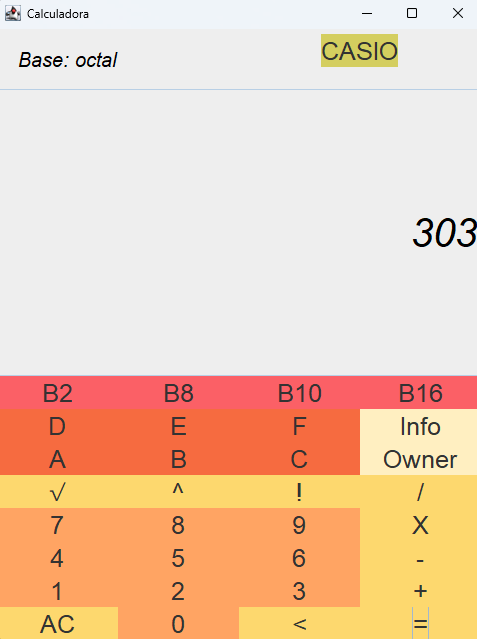 Calculadora
Base: octal CASIO
303
B2 B8 B10 B16
D E F Info
A B C Owner
√ ^ ! /
7 8 9 X
4 5 6 -
1 2 3 +
AC 0 < =